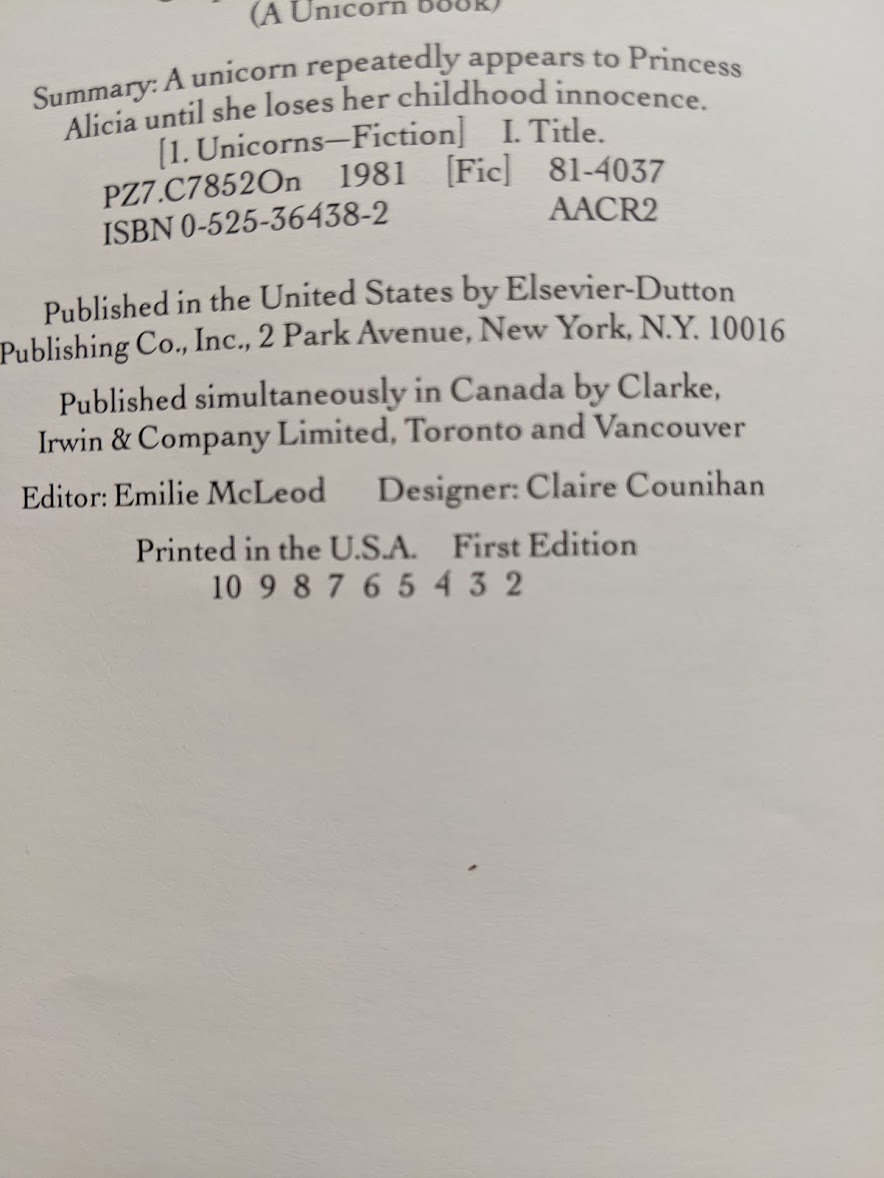 (A Unicorn book)
Summary: A unicorn repeatedly appears to Princess
Alicia until she loses her childhood innocence.
[1. Unicorns—Fiction] I. Title.
PZ7.C7852On 1981 [Fic] 81-4037
ISBN 0-525-36438-2 AACR2
Published in the United States by Elsevier-Dutton
Publishing Co., Inc., 2 Park Avenue, New York, N.Y. 10016
Published simultaneously in Canada by Clarke,
Irwin & Company Limited, Toronto and Vancouver
Editor: Emilie McLeod Designer: Claire Counihan
Printed in the U.S.A. First Edition
10 9 8 7 6 5 4 3 2